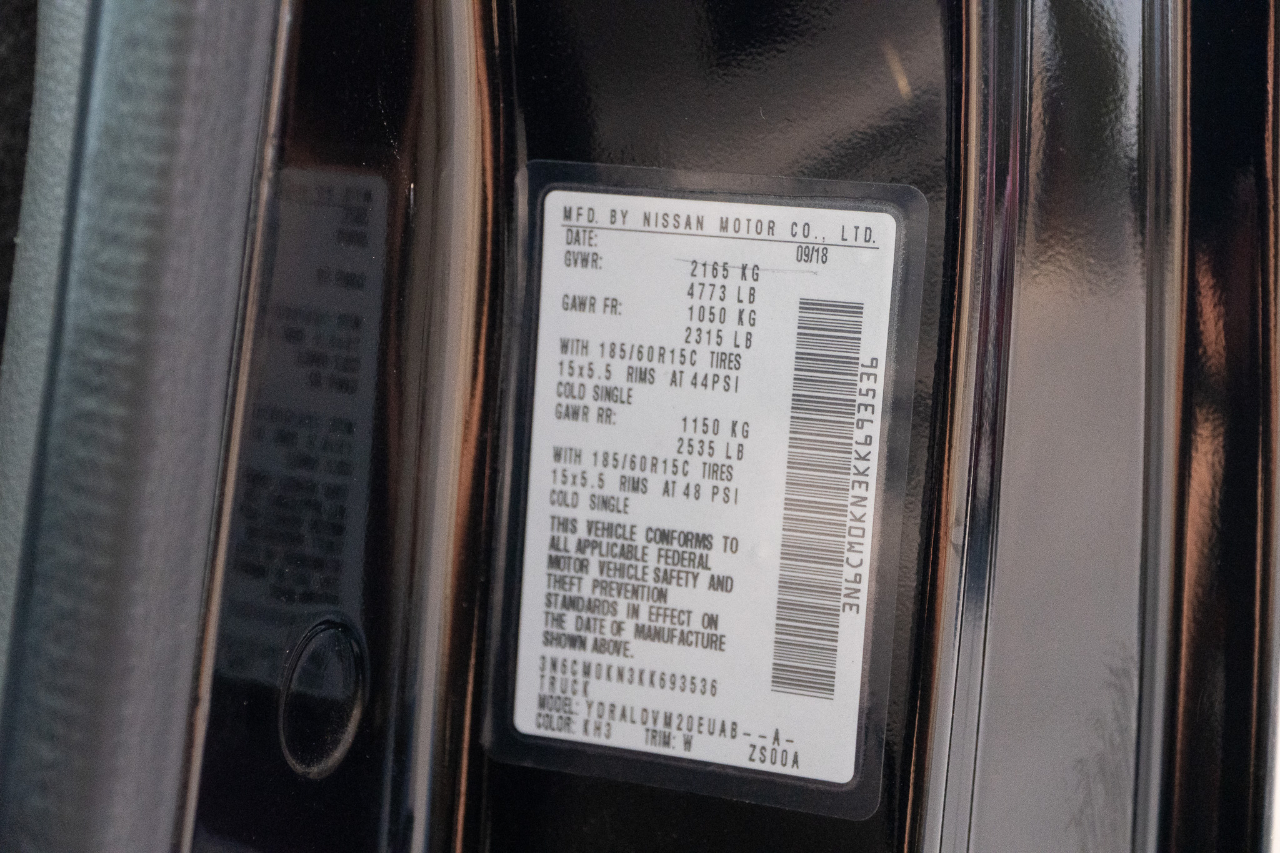 MFD. BY NISSAN MOTOR CO., LTD.
DATE: 09/18
GVWR: 2165 KG
4773 LB
GAWR FR: 1050 KG
2315 LB
WITH 185/60R15C TIRES
15x5.5 RIMS AT 44PSI
COLD SINGLE
GAWR RR: 1150 KG
2535 LB
WITH 185/60R15C TIRES
15x5.5 RIMS AT 48 PSI
COLD SINGLE
THIS VEHICLE CONFORMS TO
ALL APPLICABLE FEDERAL
MOTOR VEHICLE SAFETY AND
THEFT PREVENTION
STANDARDS IN EFFECT ON
THE DATE OF MANUFACTURE
SHOWN ABOVE.
3N6CM0KN3KK693536
TRUCK
MODEL: YDRALDVM20EUAB--A-
COLOR: KH3 TRIM: W ZS00A
3N6CM0KN3KK693536